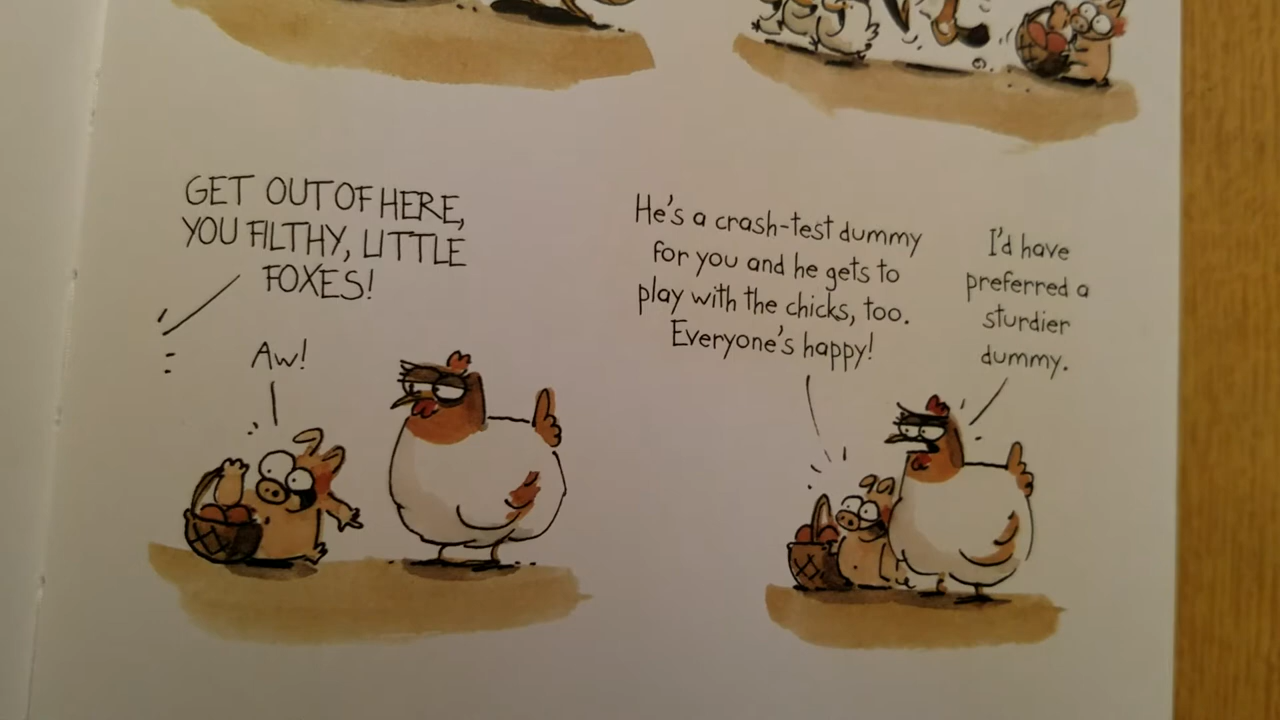 GET OUT OF HERE,
YOU FILTHY, LITTLE
FOXES!
Aw!
He's a crash-test dummy
for you and he gets to
play with the chicks, too.
Everyone's happy!
I'd have
preferred a
sturdier
dummy.